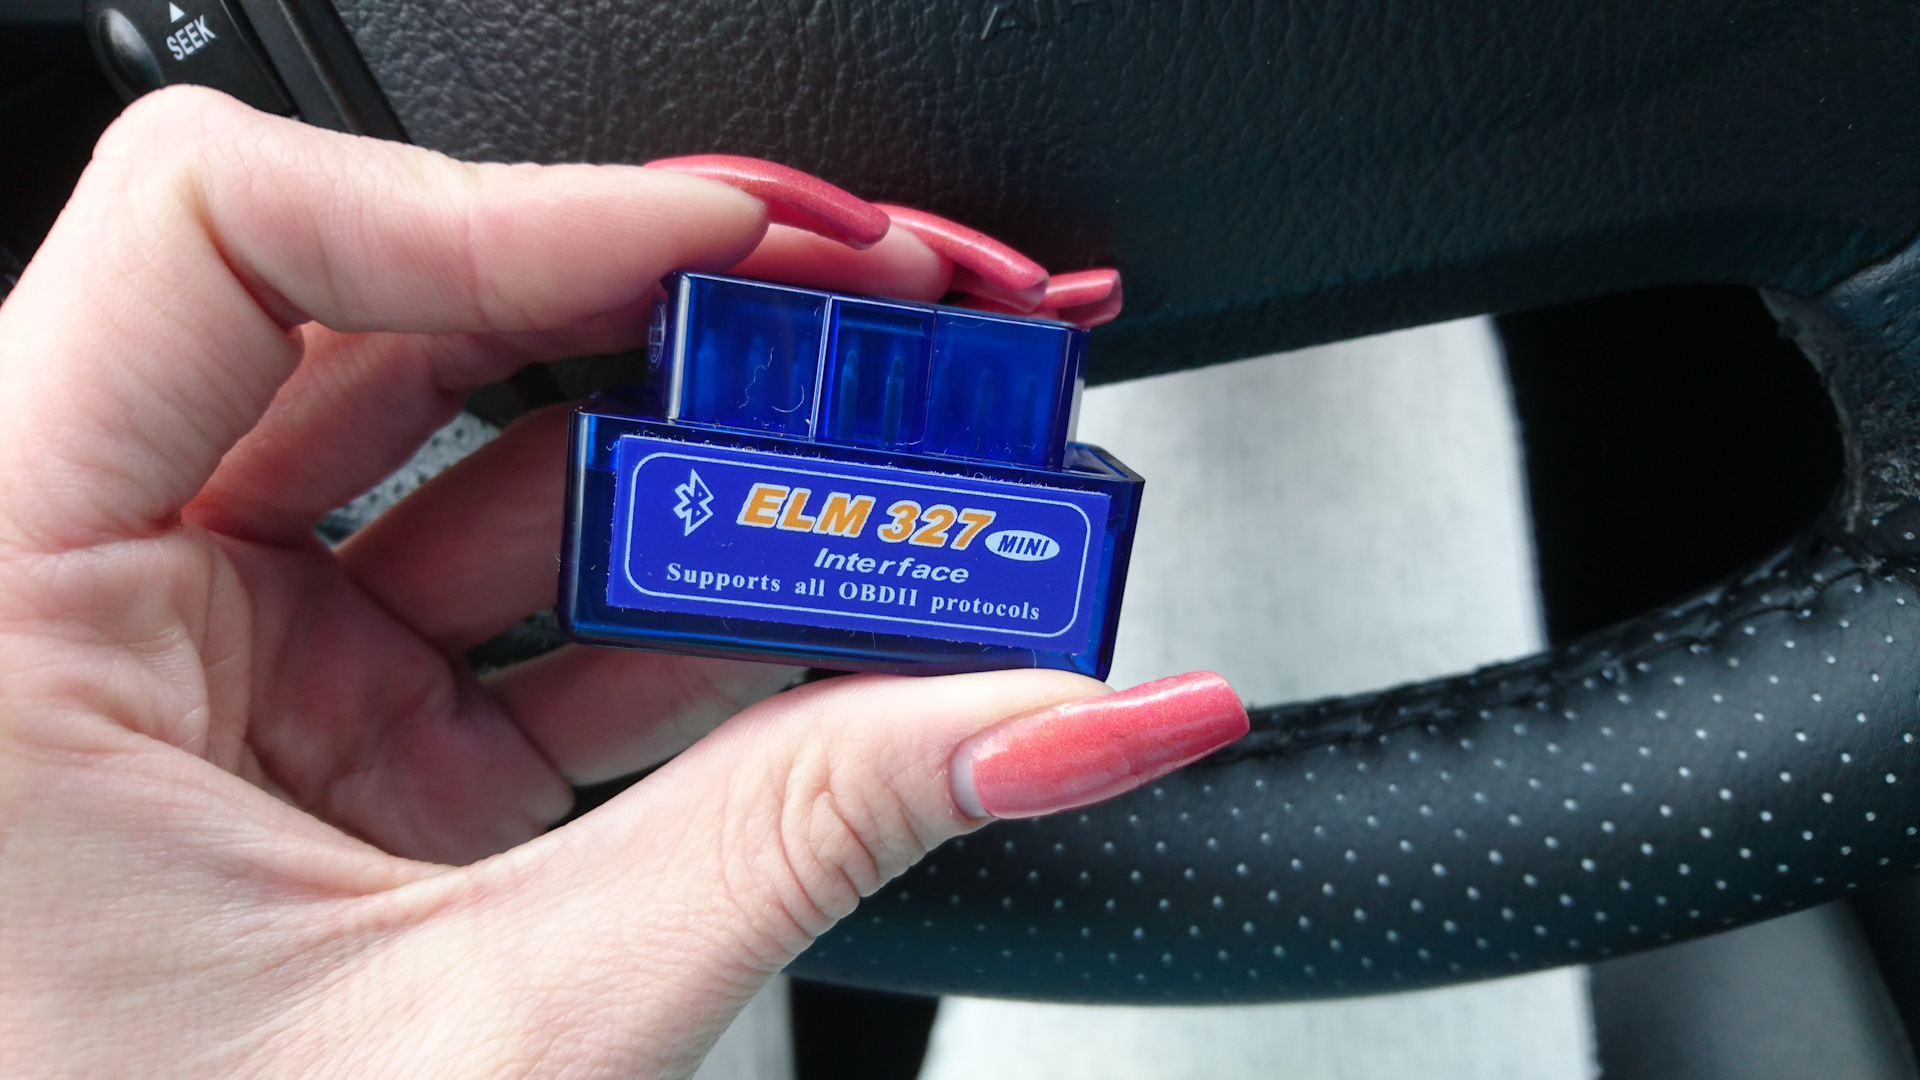 SEEK
ELM 327 MINI
Interface
Supports all OBDII protocols